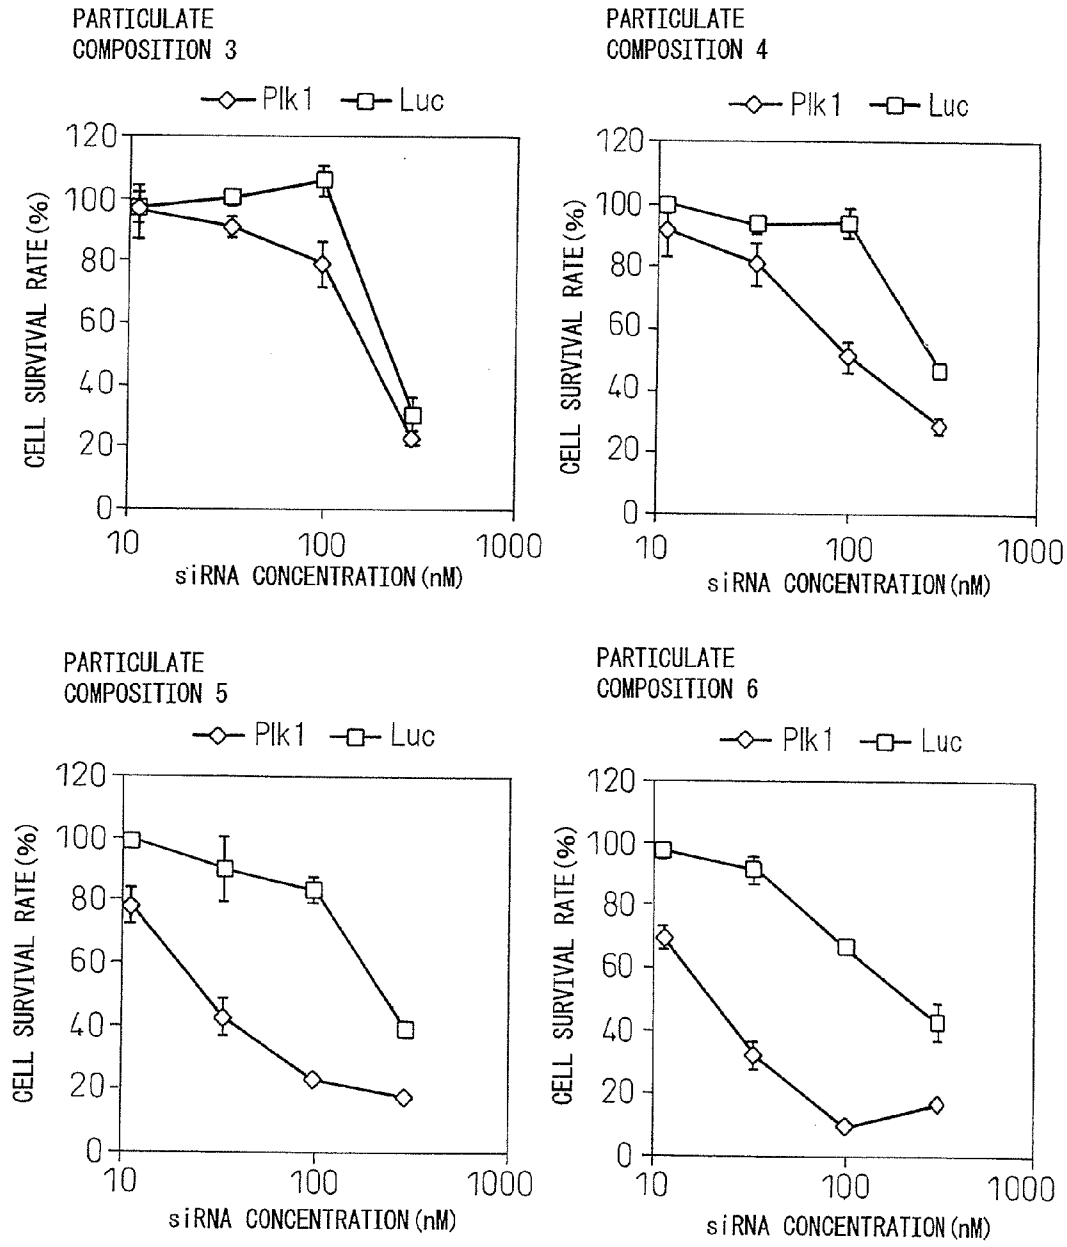 PARTICULATE
COMPOSITION 3
Plk1 Luc
120
100
80
60
40
20
0
CELL SURVIVAL RATE(%)
10 100 1000
siRNA CONCENTRATION(nM)
PARTICULATE
COMPOSITION 4
Plk1 Luc
120
100
80
60
40
20
0
CELL SURVIVAL RATE(%)
10 100 1000
siRNA CONCENTRATION(nM)
PARTICULATE
COMPOSITION 5
Plk1 Luc
120
100
80
60
40
20
0
CELL SURVIVAL RATE(%)
10 100 1000
siRNA CONCENTRATION(nM)
PARTICULATE
COMPOSITION 6
Plk1 Luc
120
100
80
60
40
20
0
CELL SURVIVAL RATE(%)
10 100 1000
siRNA CONCENTRATION(nM)